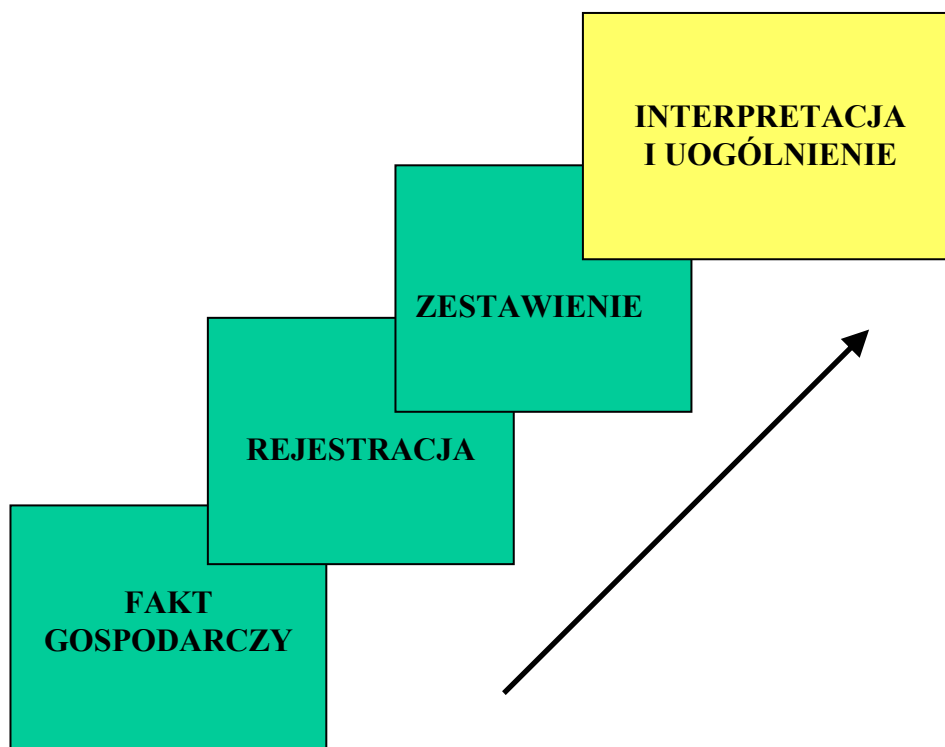 INTERPRETACJA
I UOGÓLNIENIE
ZESTAWIENIE
REJESTRACJA
FAKT
GOSPODARCZY